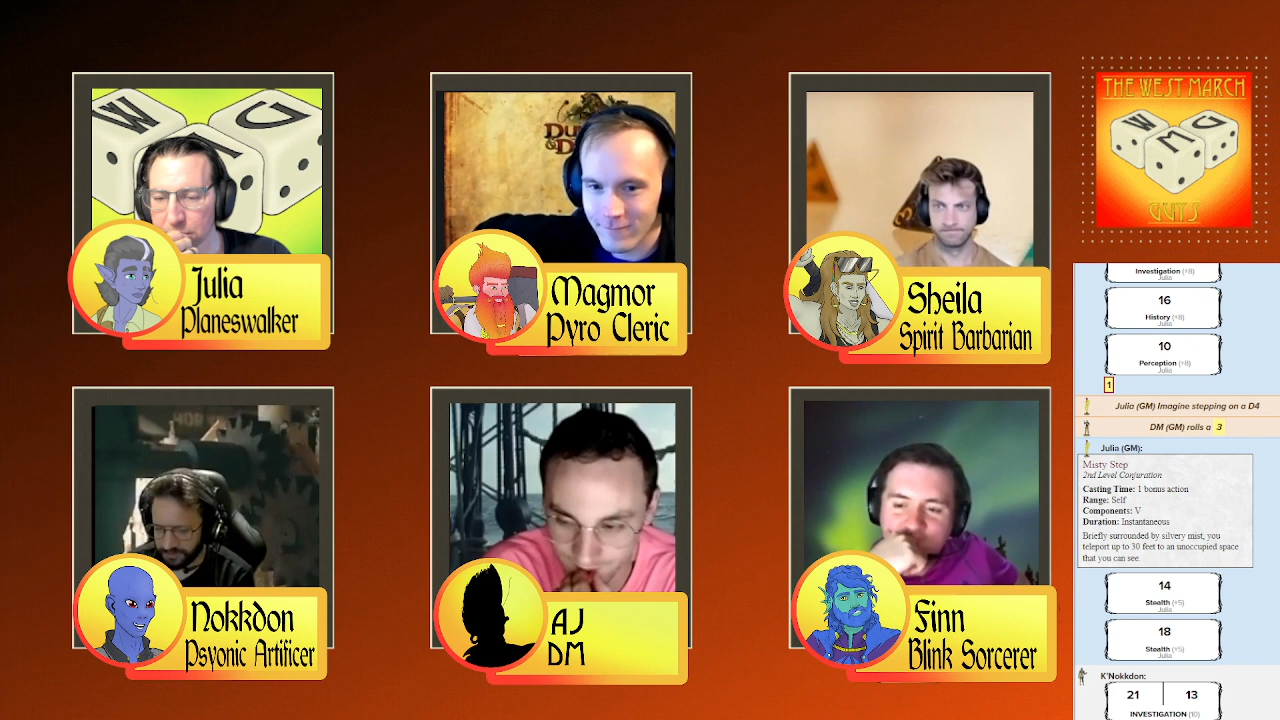 W
G
Julia
Planeswalker
Du
& D
Magmor
Pyro Cleric
Sheila
Spirit Barbarian
Nokkdon
Psyonic Artificer
AJ
DM
Finn
Blink Sorcerer
THE WEST MARCH
W M G
GUYS
Investigation (+8)
Julia
16
History (+8)
Julia
10
Perception (+8)
Julia
1
Julia (GM) Imagine stepping on a D4
DM (GM) rolls a 3
Julia (GM):
Misty Step
2nd Level Conjuration
Casting Time: 1 bonus action
Range: Self
Components: V
Duration: Instantaneous
Briefly surrounded by silvery mist, you
teleport up to 30 feet to an unoccupied space
that you can see.
14
Stealth (+5)
Julia
18
Stealth (+5)
Julia
K'Nokkdon:
21 13
INVESTIGATION (10)